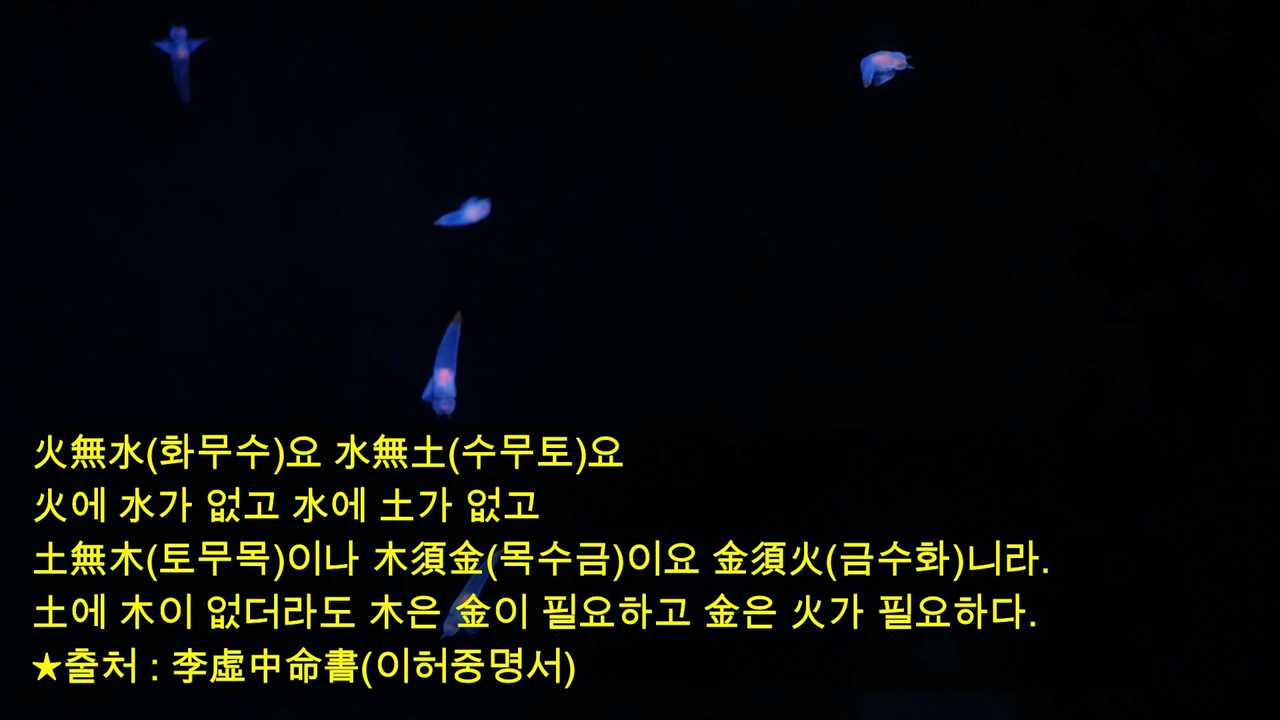 火無水(화무수)요 水無土(수무토)요
火에 水가 없고 水에 土가 없고
土無木(토무목)이나 木須金(목수금)이요 金須火(금수화)니라.
土에 木이 없더라도 木은 金이 필요하고 金은 火가 필요하다.
★출처 : 李虛中命書(이허중명서)